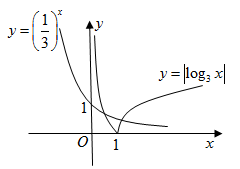 y = (1/3)^x
y
y = |log₃ x|
1
O
1
x